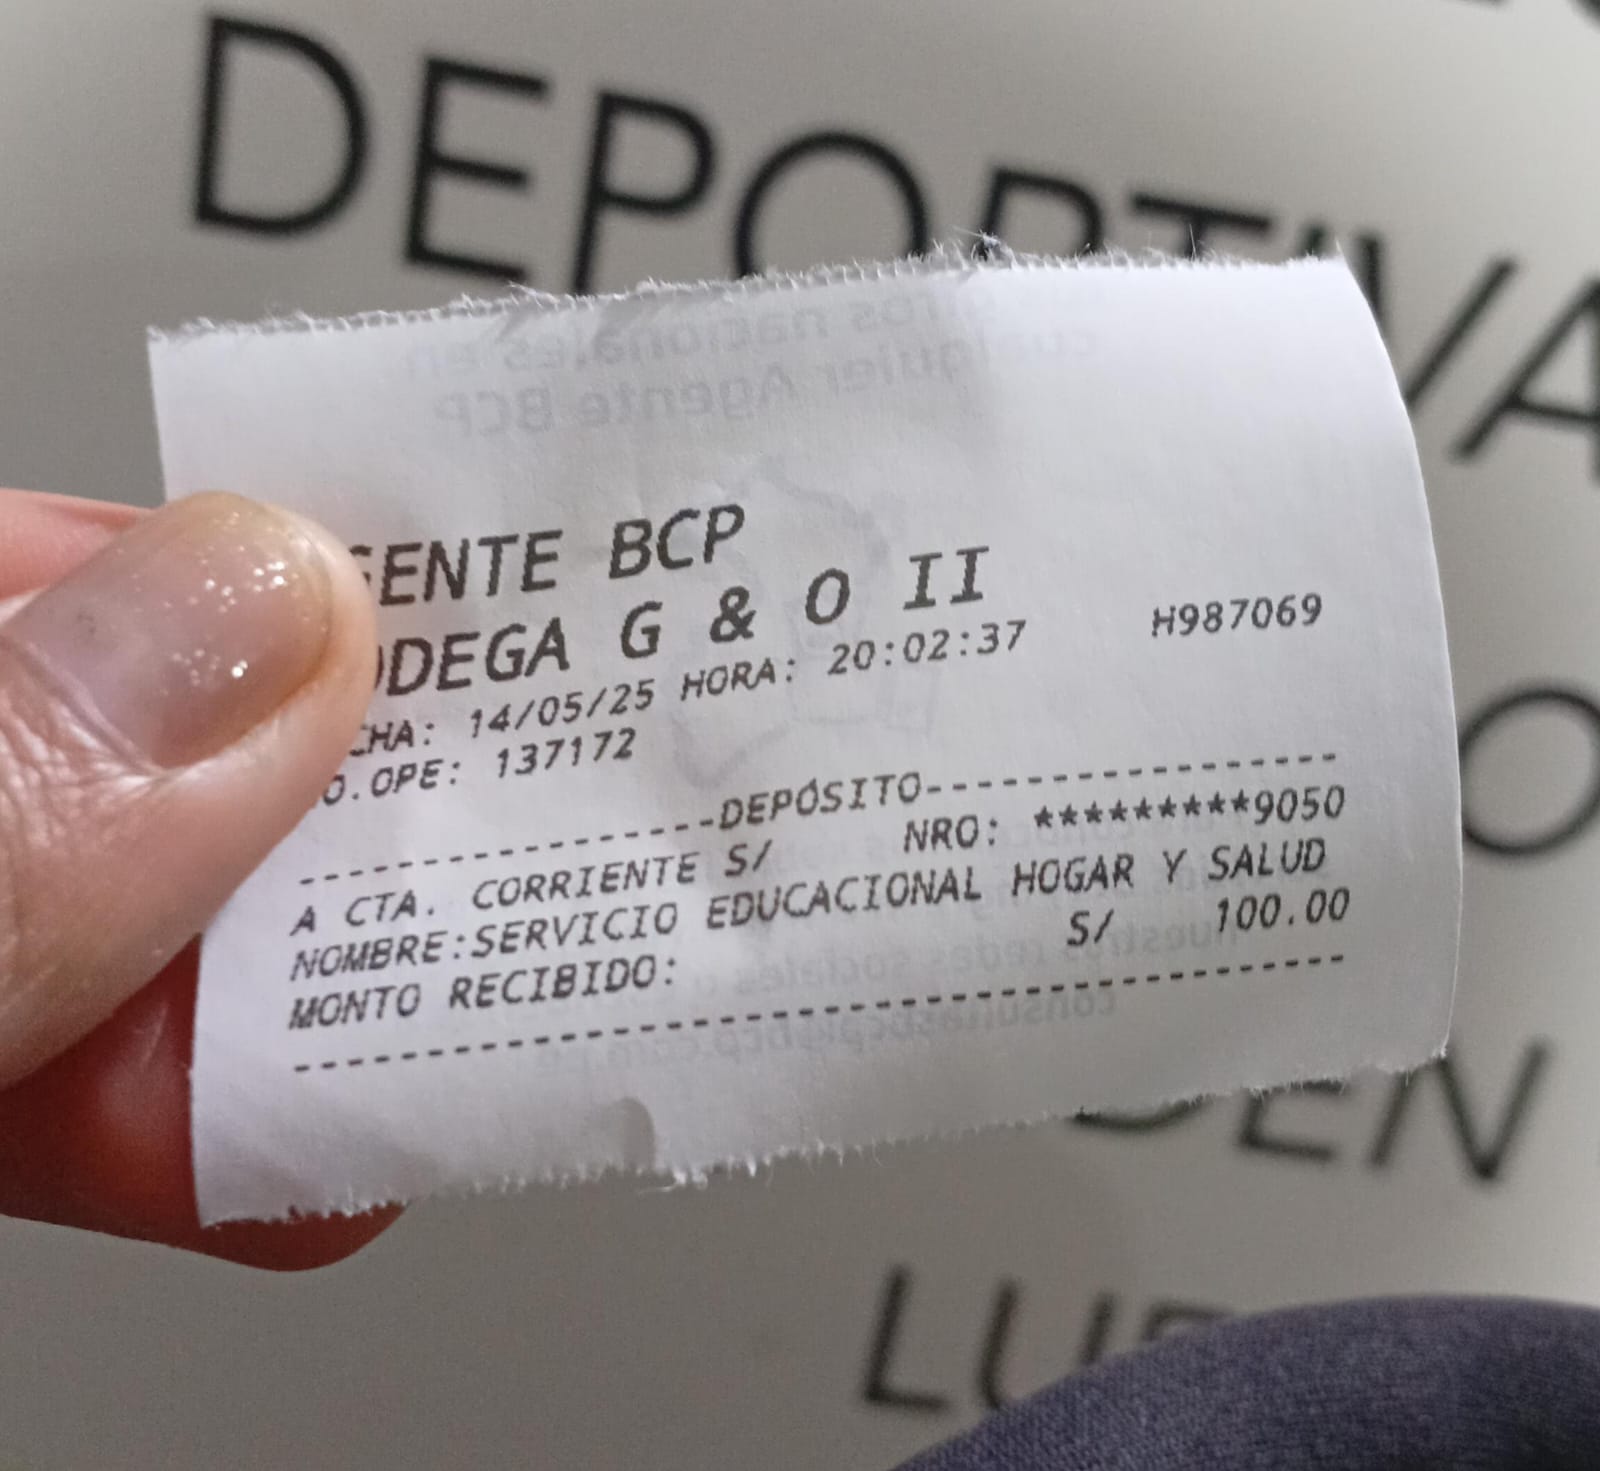 DEPORTIVA
GENTE BCP
ODEGA G & O II
CHA: 14/05/25 HORA: 20:02:37 H987069
O.OPE: 137172
----------------DEPÓSITO----------------
A CTA. CORRIENTE S/ NRO: *********9050
NOMBRE:SERVICIO EDUCACIONAL HOGAR Y SALUD
MONTO RECIBIDO: S/ 100.00
----------------------------------------